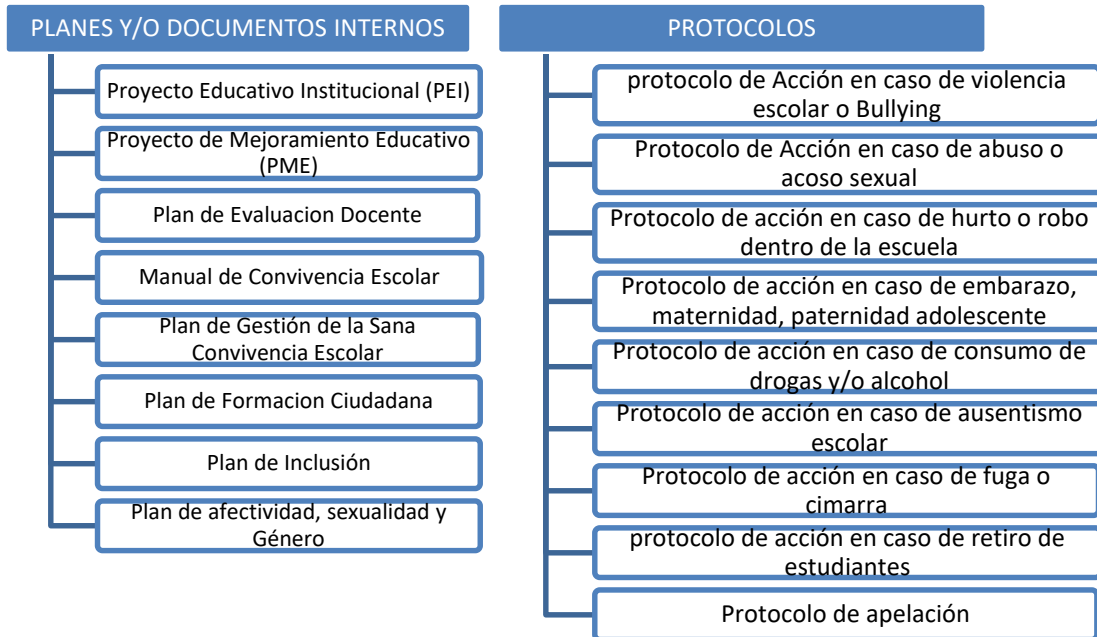 PLANES Y/O DOCUMENTOS INTERNOS
Proyecto Educativo Institucional (PEI)
Proyecto de Mejoramiento Educativo
(PME)
Plan de Evaluacion Docente
Manual de Convivencia Escolar
Plan de Gestión de la Sana
Convivencia Escolar
Plan de Formacion Ciudadana
Plan de Inclusión
Plan de afectividad, sexualidad y
Género
PROTOCOLOS
protocolo de Acción en caso de violencia
escolar o Bullying
Protocolo de Acción en caso de abuso o
acoso sexual
Protocolo de acción en caso de hurto o robo
dentro de la escuela
Protocolo de acción en caso de embarazo,
maternidad, paternidad adolescente
Protocolo de acción en caso de consumo de
drogas y/o alcohol
Protocolo de acción en caso de ausentismo
escolar
Protocolo de acción en caso de fuga o
cimarra
protocolo de acción en caso de retiro de
estudiantes
Protocolo de apelación